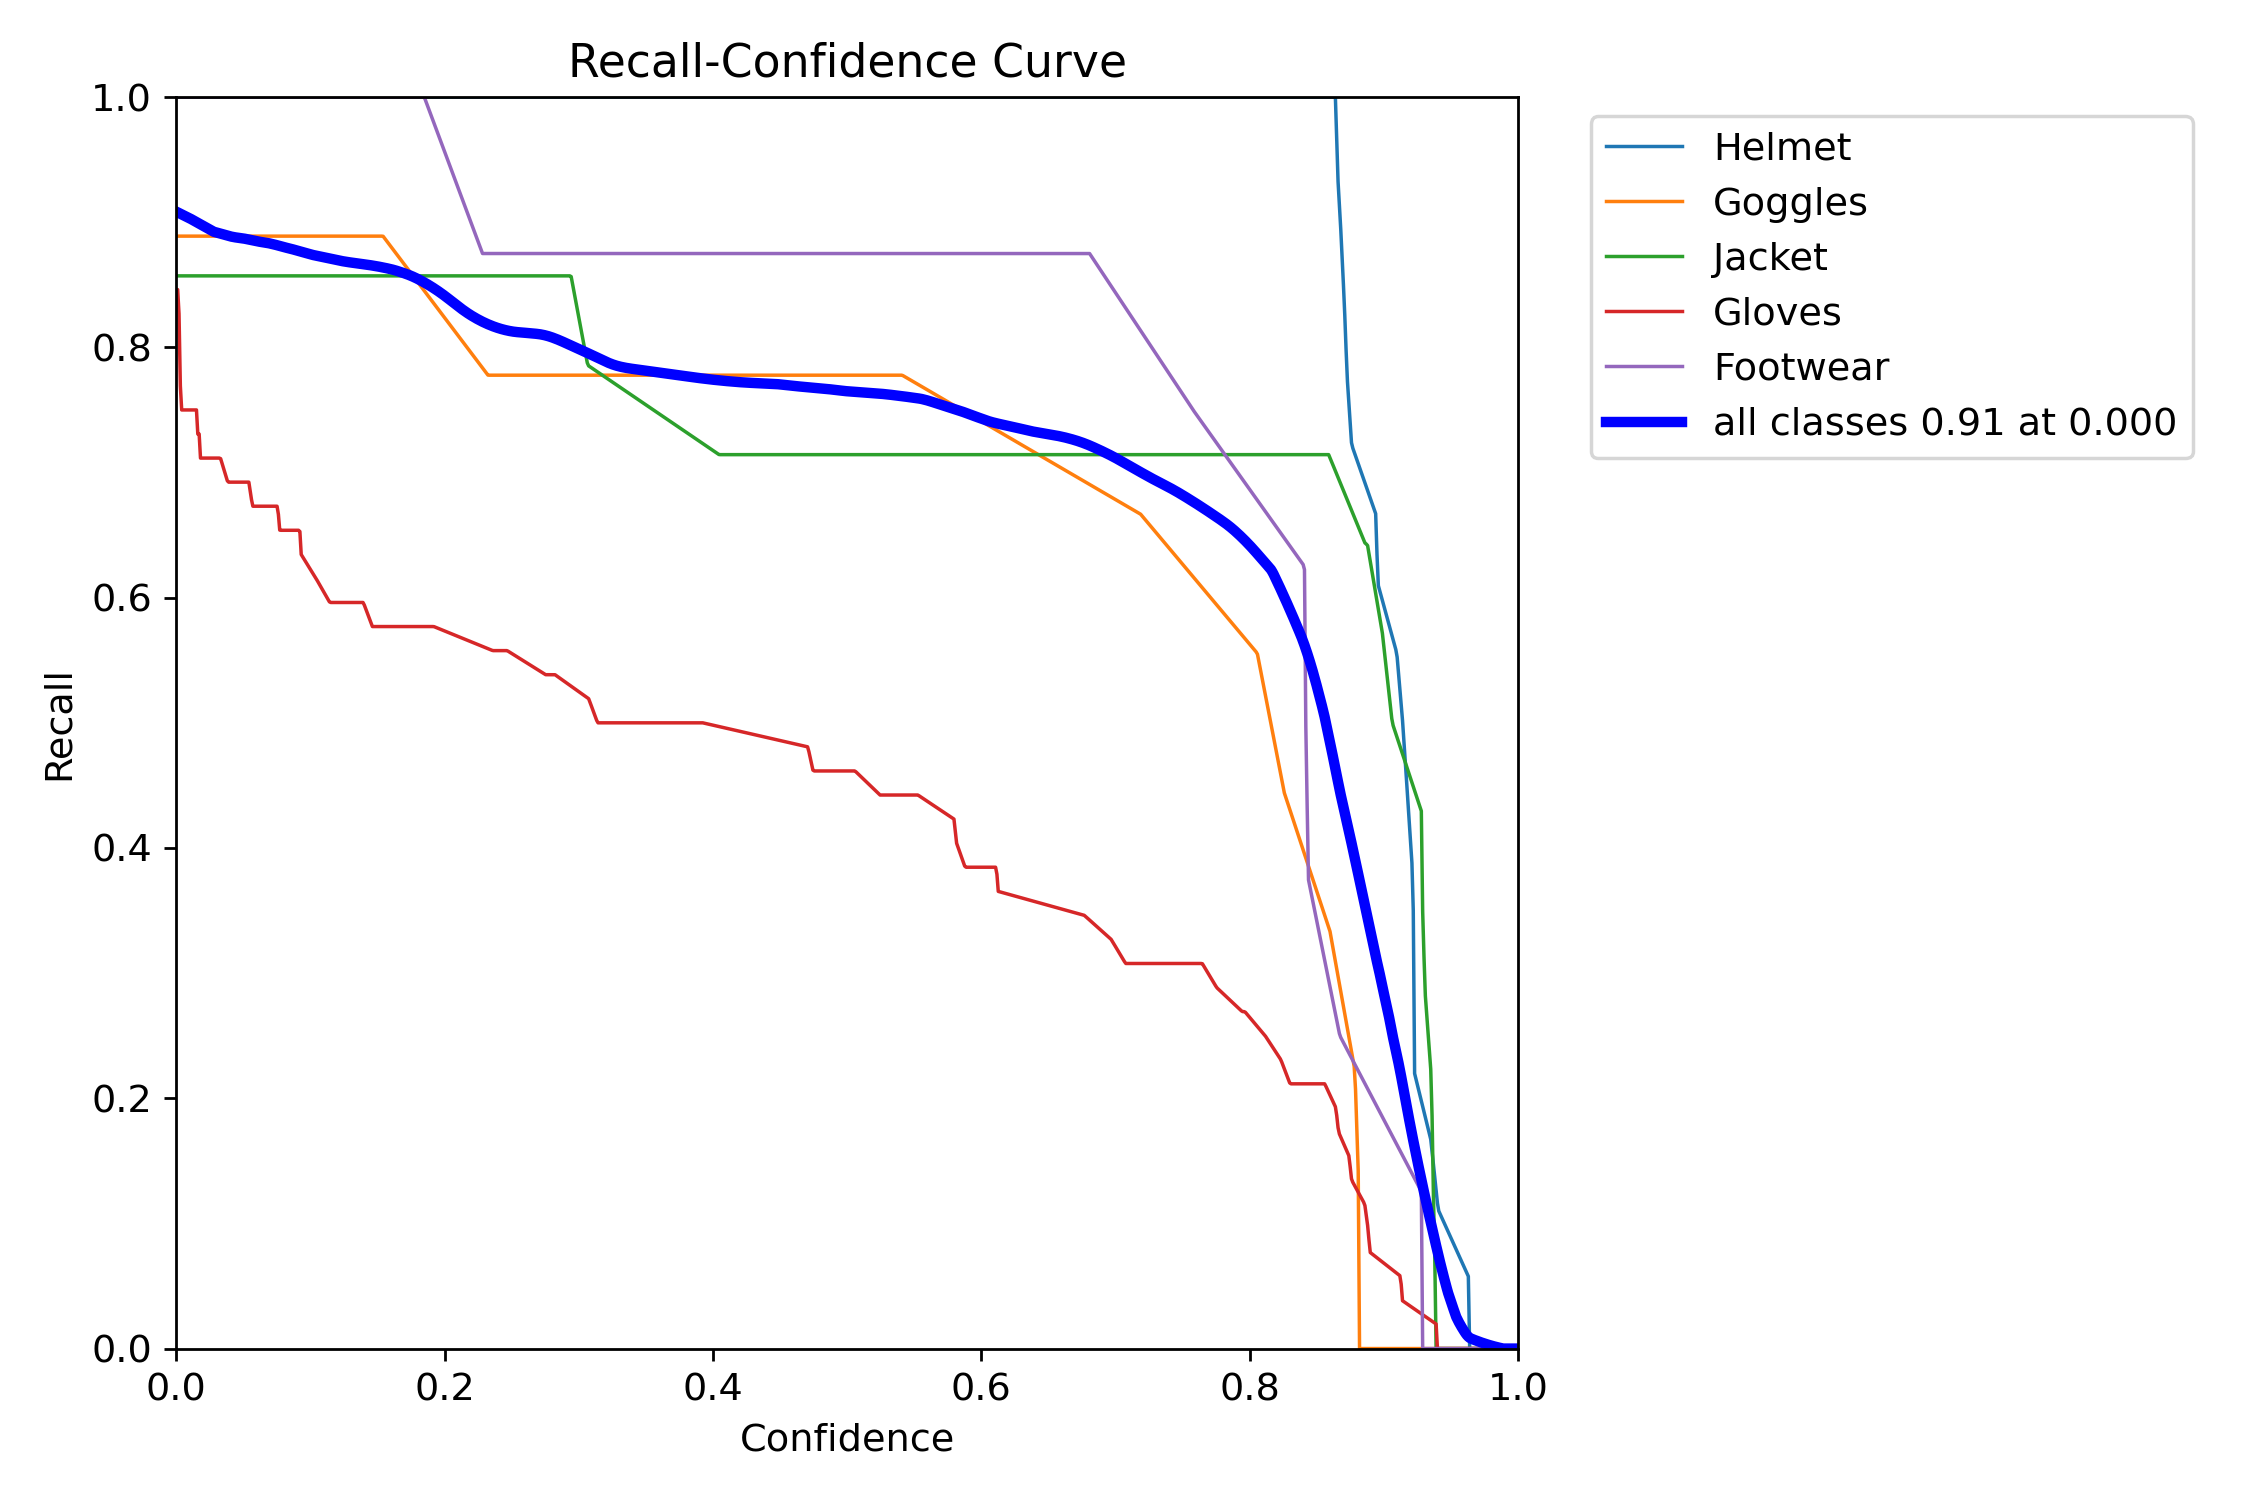 Recall-Confidence Curve
1.0
0.8
0.6
0.4
0.2
0.0
Recall
0.0 0.2 0.4 0.6 0.8 1.0
Confidence
Helmet
Goggles
Jacket
Gloves
Footwear
all classes 0.91 at 0.000